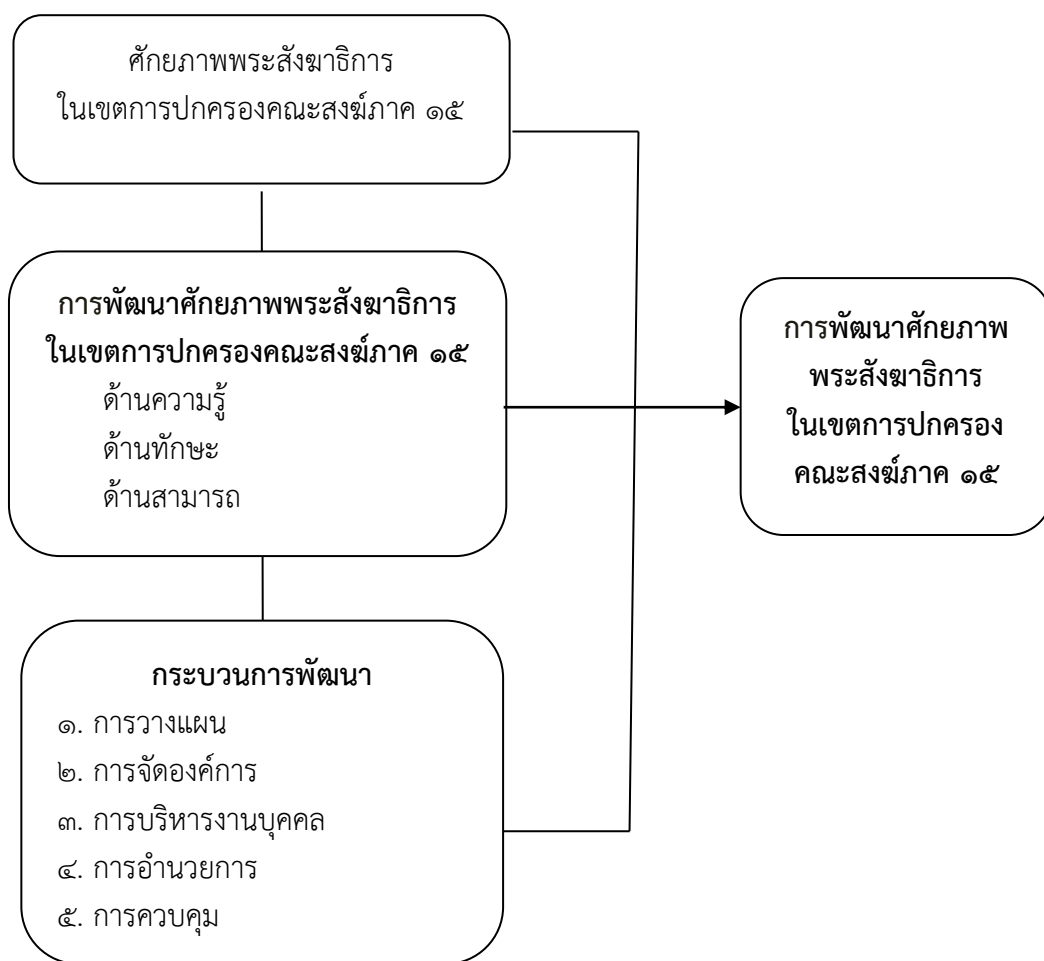 ศักยภาพพระสังฆาธิการ
ในเขตการปกครองคณะสงฆ์ภาค ๑๕
การพัฒนาศักยภาพพระสังฆาธิการ
ในเขตการปกครองคณะสงฆ์ภาค ๑๕
ด้านความรู้
ด้านทักษะ
ด้านสามารถ
การพัฒนาศักยภาพ
พระสังฆาธิการ
ในเขตการปกครอง
คณะสงฆ์ภาค ๑๕
กระบวนการพัฒนา
๑. การวางแผน
๒. การจัดองค์การ
๓. การบริหารงานบุคคล
๔. การอำนวยการ
๕. การควบคุม